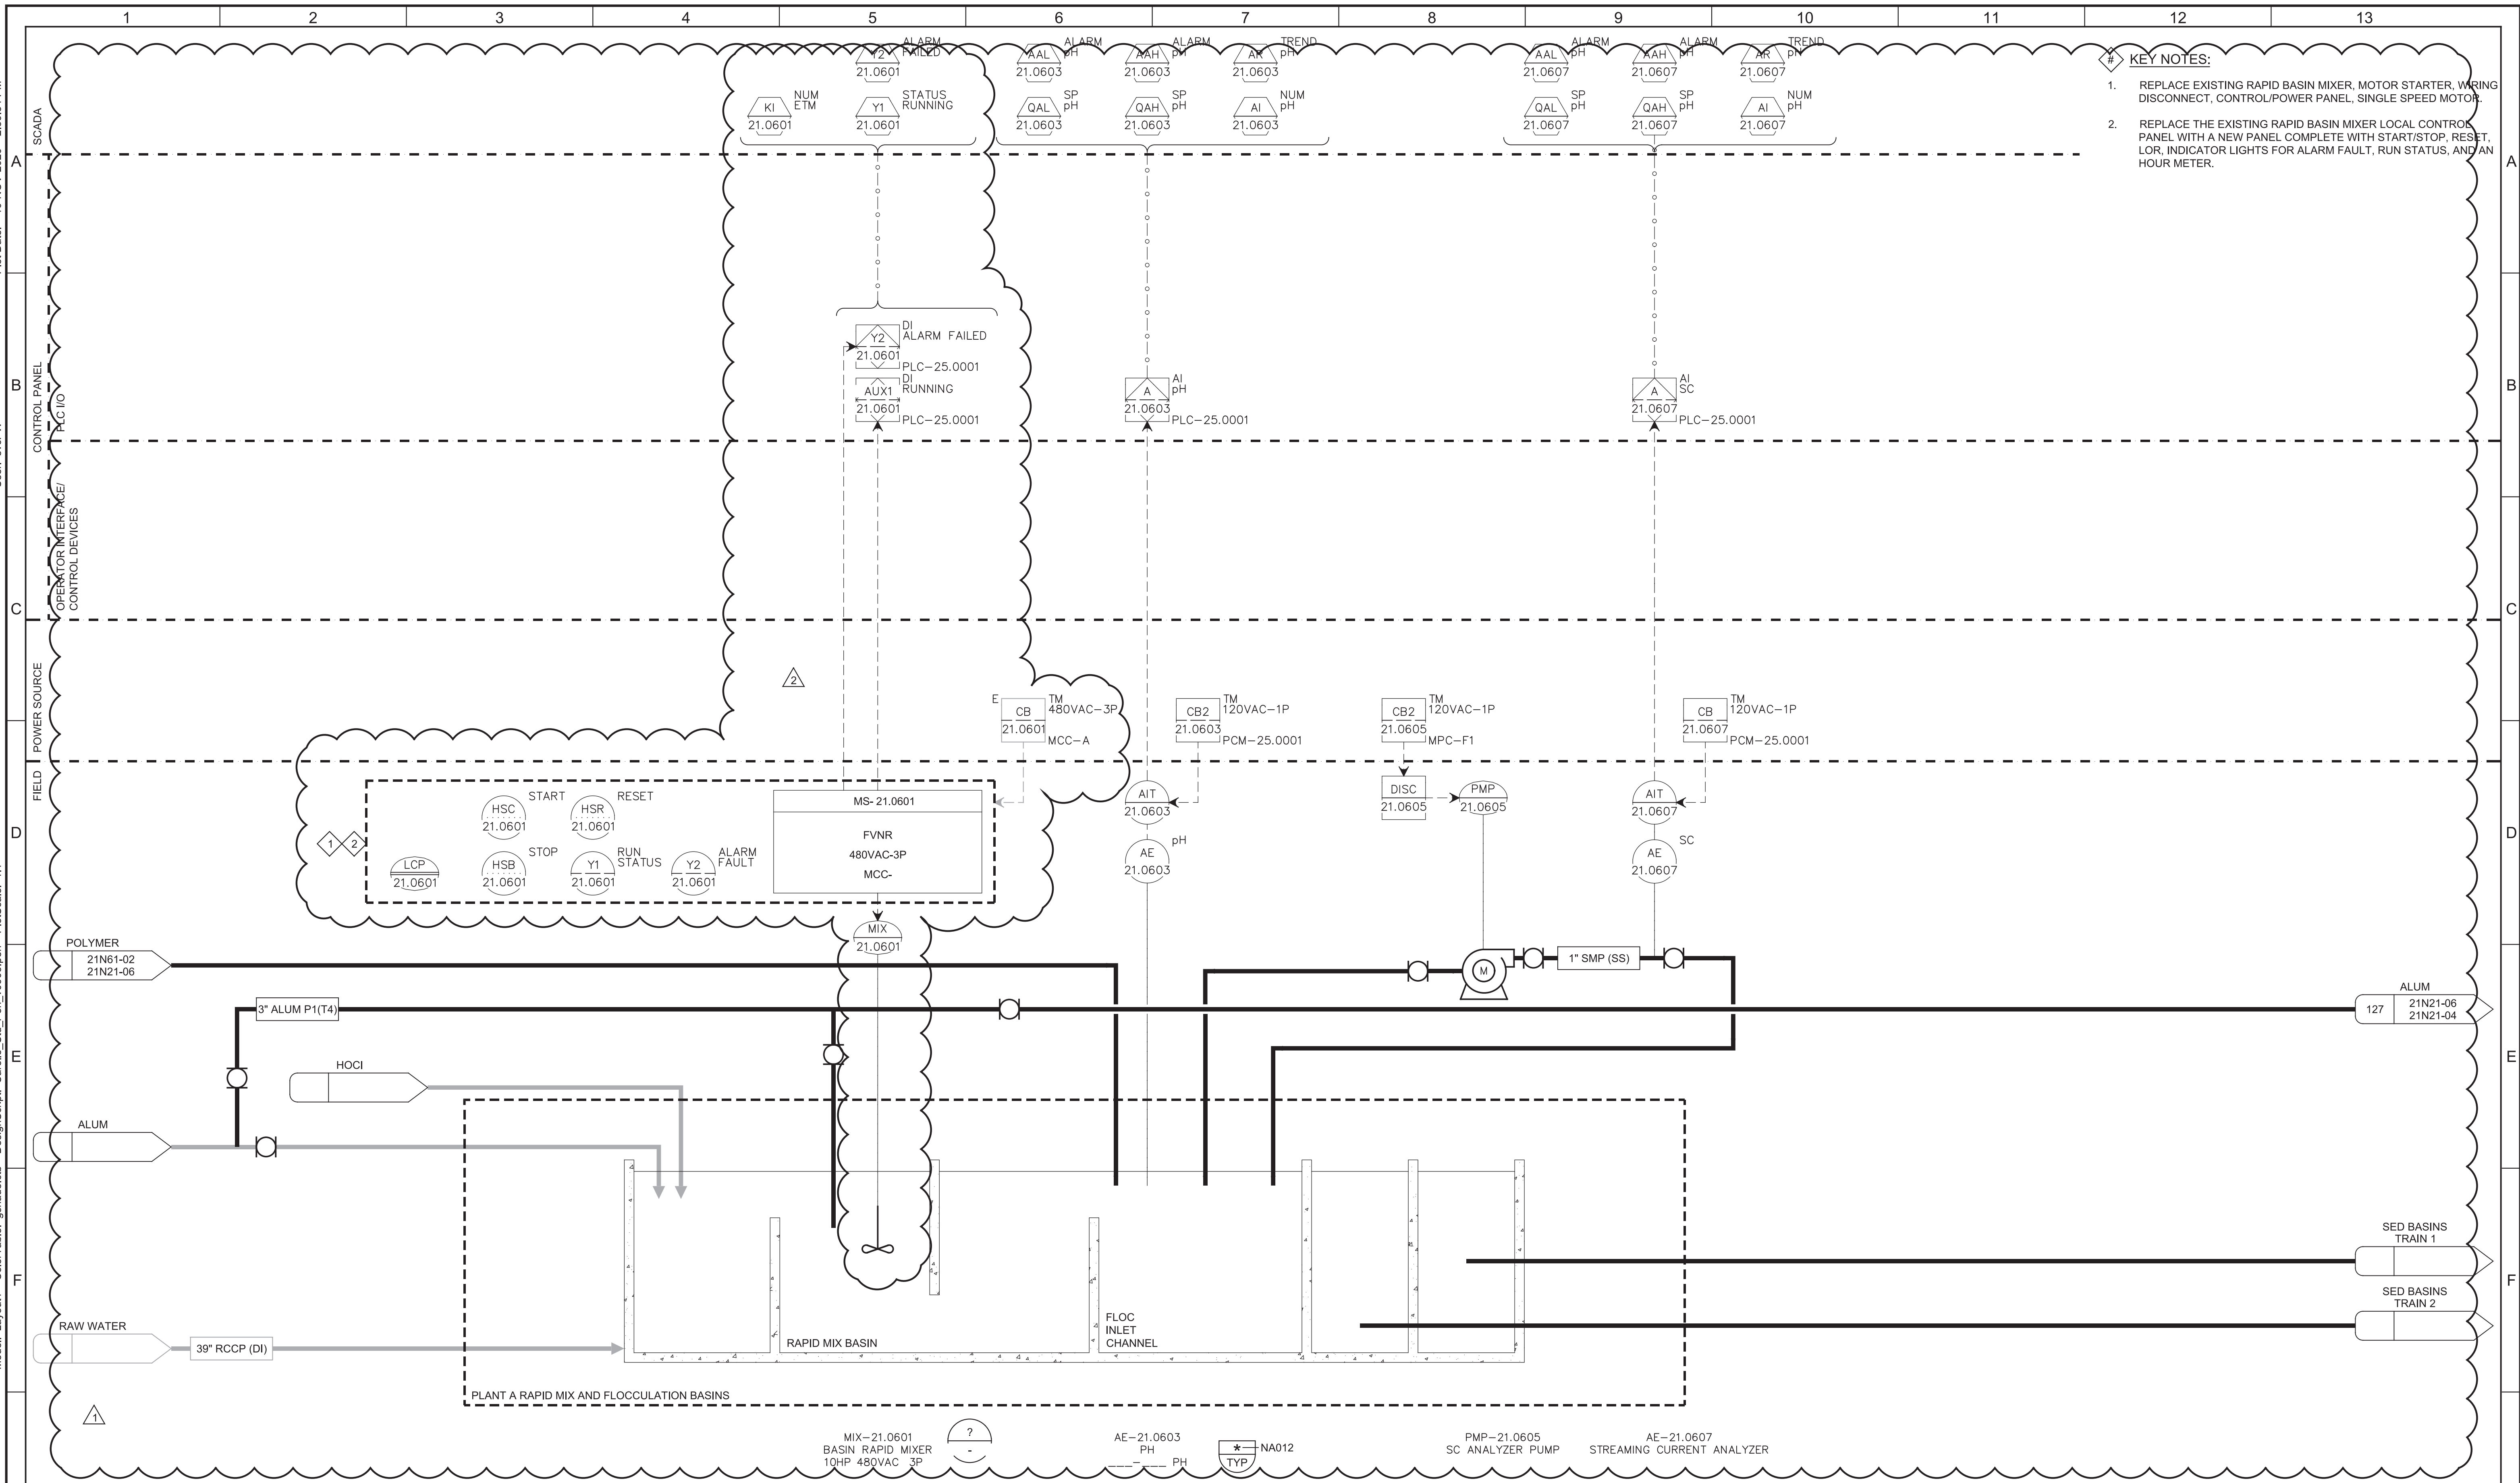 1 2 3 4 5 6 7 8 9 10 11 12 13
SCADA
A
A
ALARM
FAILED
Y2
21.0601
NUM
ETM
KI
21.0601
STATUS
RUNNING
Y1
21.0601
ALARM
pH
AAL
21.0603
ALARM
pH
AAH
21.0603
TREND
pH
AR
21.0603
SP
pH
QAL
21.0603
SP
pH
QAH
21.0603
NUM
pH
AI
21.0603
ALARM
pH
AAL
21.0607
ALARM
pH
AAH
21.0607
TREND
pH
AR
21.0607
SP
pH
QAL
21.0607
SP
pH
QAH
21.0607
NUM
pH
AI
21.0607
# KEY NOTES:
1. REPLACE EXISTING RAPID BASIN MIXER, MOTOR STARTER, WIRING
DISCONNECT, CONTROL/POWER PANEL, SINGLE SPEED MOTOR.
2. REPLACE THE EXISTING RAPID BASIN MIXER LOCAL CONTROL
PANEL WITH A NEW PANEL COMPLETE WITH START/STOP, RESET,
LOR, INDICATOR LIGHTS FOR ALARM FAULT, RUN STATUS, AND AN
HOUR METER.
B
B
CONTROL PANEL
PLC I/O
DI
ALARM FAILED
Y2
21.0601
PLC-25.0001
DI
RUNNING
AUX1
21.0601
PLC-25.0001
AI
pH
A
21.0603
PLC-25.0001
AI
SC
A
21.0607
PLC-25.0001
OPERATOR INTERFACE/
CONTROL DEVICES
C
C
POWER SOURCE
2
E
TM
480VAC-3P
CB
21.0601
MCC-A
TM
120VAC-1P
CB2
21.0603
PCM-25.0001
TM
120VAC-1P
CB2
21.0605
MPC-F1
TM
120VAC-1P
CB
21.0607
PCM-25.0001
FIELD
D
D
1 2
LCP
21.0601
START
HSC
21.0601
RESET
HSR
21.0601
STOP
HSB
21.0601
RUN
STATUS
Y1
21.0601
ALARM
FAULT
Y2
21.0601
MS- 21.0601
FVNR
480VAC-3P
MCC-
AIT
21.0603
pH
AE
21.0603
DISC
21.0605
PMP
21.0605
AIT
21.0607
SC
AE
21.0607
MIX
21.0601
POLYMER
21N61-02
21N21-06
M
1" SMP (SS)
3" ALUM P1(T4)
ALUM
127
21N21-06
21N21-04
E
E
HOCI
ALUM
F
F
SED BASINS
TRAIN 1
SED BASINS
TRAIN 2
RAW WATER
39" RCCP (DI)
RAPID MIX BASIN
FLOC
INLET
CHANNEL
PLANT A RAPID MIX AND FLOCCULATION BASINS
1
MIX-21.0601
BASIN RAPID MIXER
10HP 480VAC 3P
?
-
AE-21.0603
PH
___-___ PH
*
TYP
NA012
PMP-21.0605
SC ANALYZER PUMP
AE-21.0607
STREAMING CURRENT ANALYZER